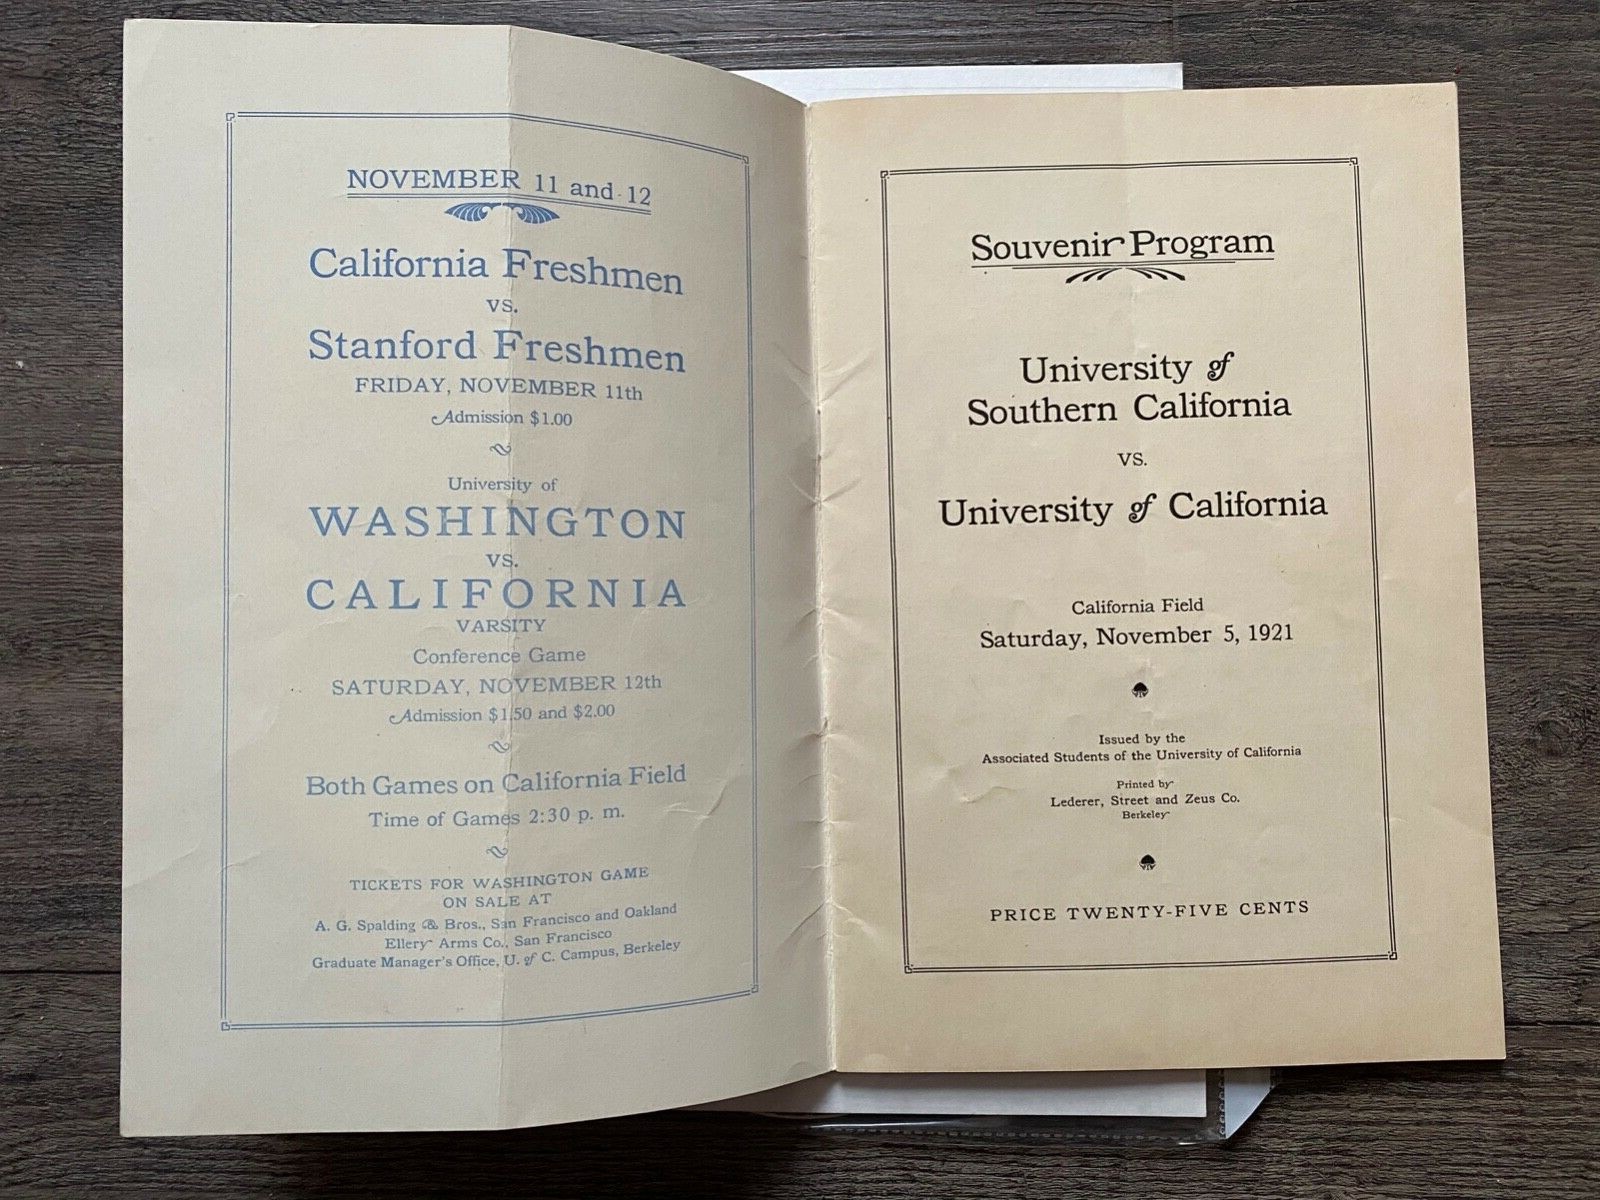 NOVEMBER 11 and 12
California Freshmen
vs.
Stanford Freshmen
FRIDAY, NOVEMBER 11th
Admission $1.00
University of
WASHINGTON
vs.
CALIFORNIA
VARSITY
Conference Game
SATURDAY, NOVEMBER 12th
Admission $1.50 and $2.00
Both Games on California Field
Time of Games 2:30 p. m.
TICKETS FOR WASHINGTON GAME
ON SALE AT
A. G. Spalding & Bros., San Francisco and Oakland
Ellery Arms Co., San Francisco
Graduate Manager's Office, U. of C. Campus, Berkeley
Souvenir Program
University of
Southern California
vs.
University of California
California Field
Saturday, November 5, 1921
Issued by the
Associated Students of the University of California
Printed by
Lederer, Street and Zeus Co.
Berkeley
PRICE TWENTY-FIVE CENTS